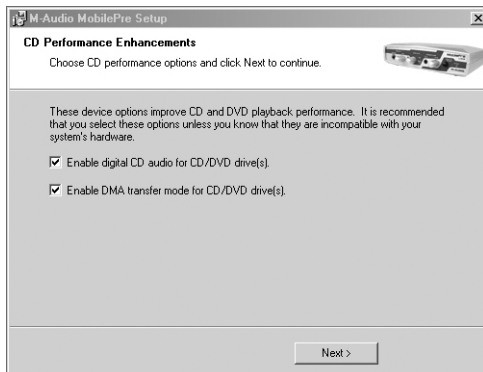 M-Audio MobilePre Setup
CD Performance Enhancements
Choose CD performance options and click Next to continue.
These device options improve CD and DVD playback performance. It is recommended
that you select these options unless you know that they are incompatible with your
system's hardware.
Enable digital CD audio for CD/DVD drive(s).
Enable DMA transfer mode for CD/DVD drive(s).
Next >